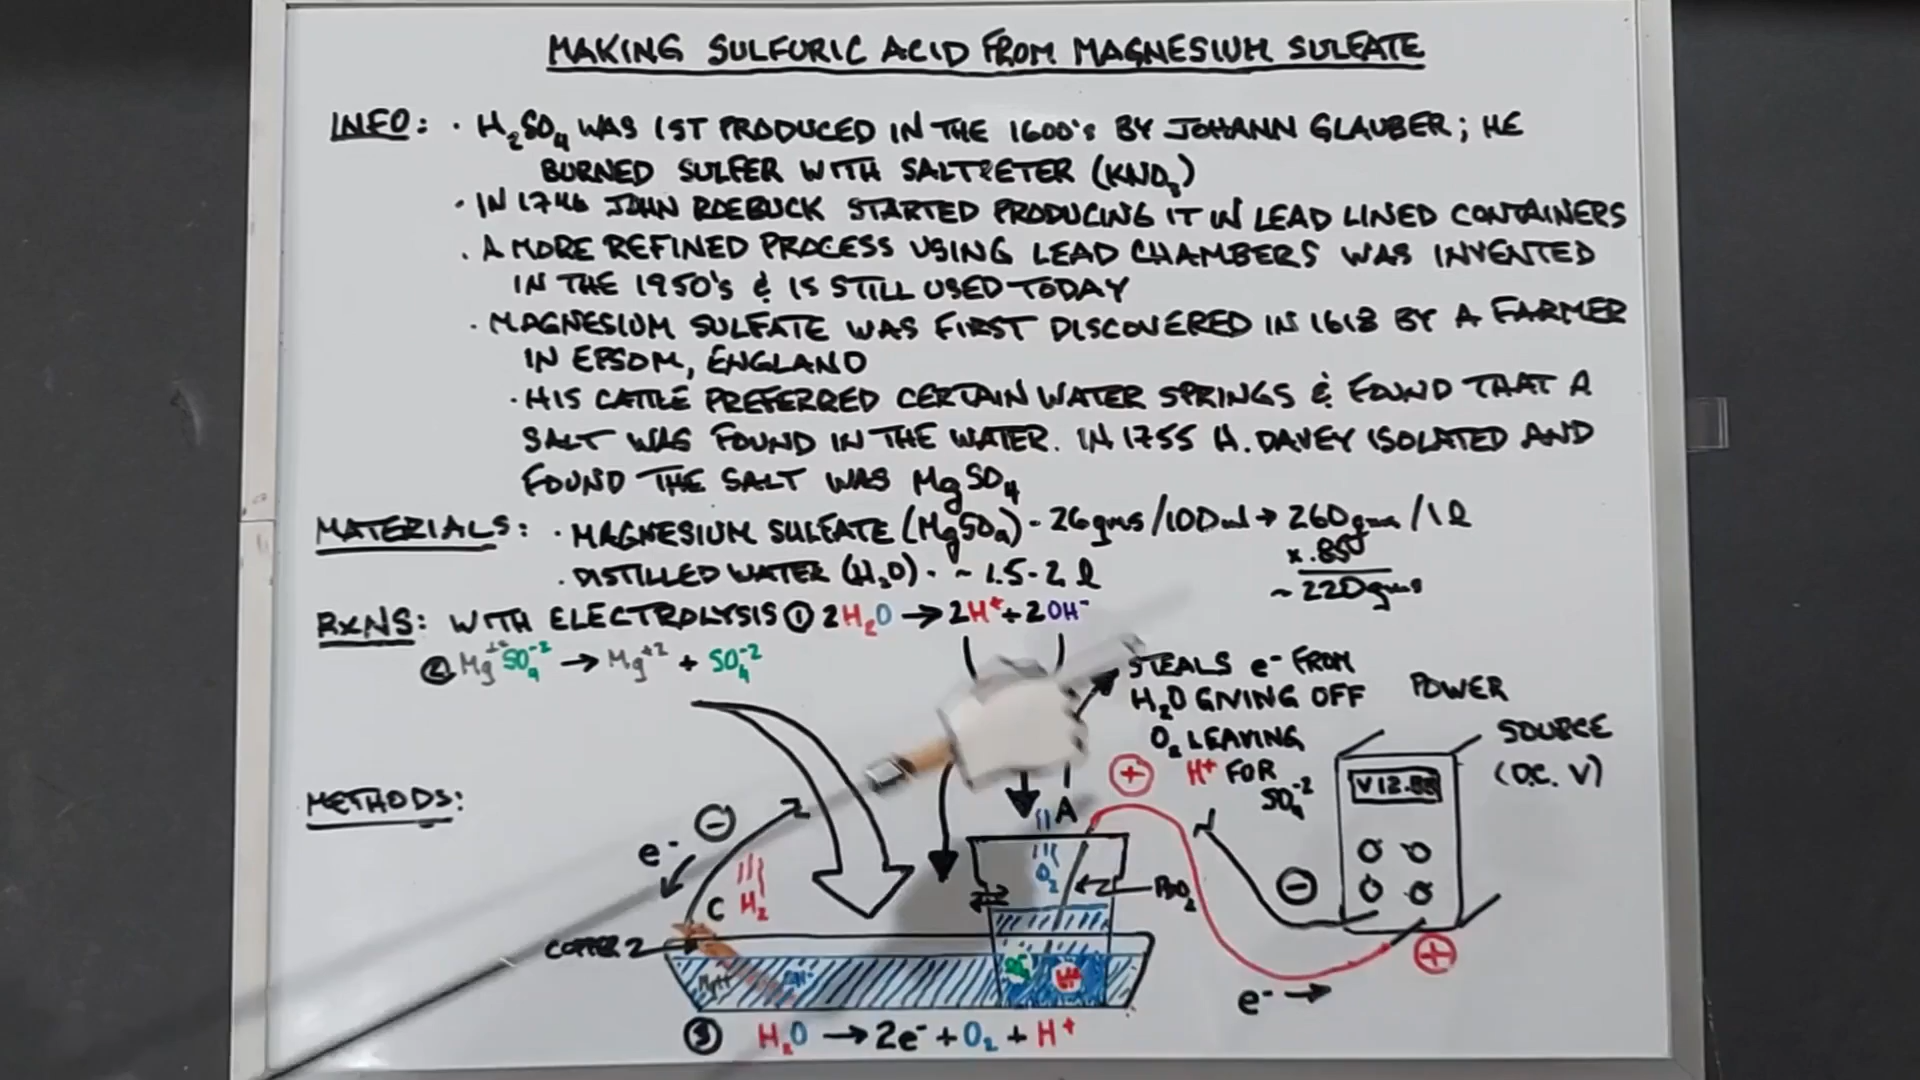 MAKING SULFURIC ACID FROM MAGNESIUM SULFATE
INFO: · H2SO4 WAS 1ST PRODUCED IN THE 1600's BY JOHANN GLAUBER; HE
BURNED SULFER WITH SALTPETER (KNO3)
· IN 1746 JOHN ROEBUCK STARTED PRODUCING IT IN LEAD LINED CONTAINERS
· A MORE REFINED PROCESS USING LEAD CHAMBERS WAS INVENTED
IN THE 1950's & IS STILL USED TODAY
· MAGNESIUM SULFATE WAS FIRST DISCOVERED IN 1618 BY A FARMER
IN EPSOM, ENGLAND
· HIS CATTLE PREFERRED CERTAIN WATER SPRINGS & FOUND THAT A
SALT WAS FOUND IN THE WATER. IN 1755 H. DAVEY ISOLATED AND
FOUND THE SALT WAS MgSO4
MATERIALS: · MAGNESIUM SULFATE (MgSO4) - 26gms/100ml → 260gms/1l
x .850
~220gms
· DISTILLED WATER (H2O) · ~ 1.5-2 l
RXNS: WITH ELECTROLYSIS ① 2H2O → 2H+ + 2OH-
② Mg+2SO4-2 → Mg+2 + SO4-2
STEALS e- FROM
H2O GIVING OFF
O2 LEAVING
H+ FOR
SO4-2
POWER
SOURCE
(D.C. V)
METHODS:
+
V12.
-
e-
A
C
H2
O2
PbO2
-
COPPER
H+
+
e- →
③ H2O → 2e- + O2 + H+